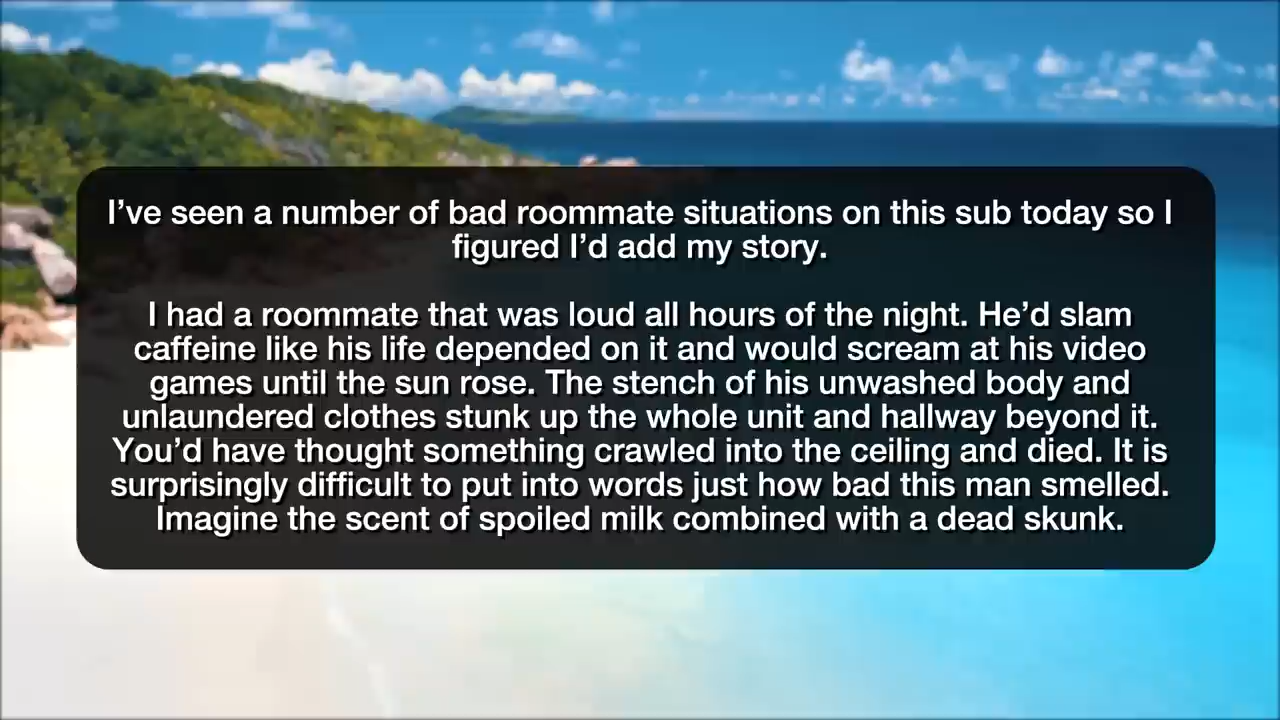 I’ve seen a number of bad roommate situations on this sub today so I
figured I’d add my story.
I had a roommate that was loud all hours of the night. He’d slam
caffeine like his life depended on it and would scream at his video
games until the sun rose. The stench of his unwashed body and
unlaundered clothes stunk up the whole unit and hallway beyond it.
You’d have thought something crawled into the ceiling and died. It is
surprisingly difficult to put into words just how bad this man smelled.
Imagine the scent of spoiled milk combined with a dead skunk.